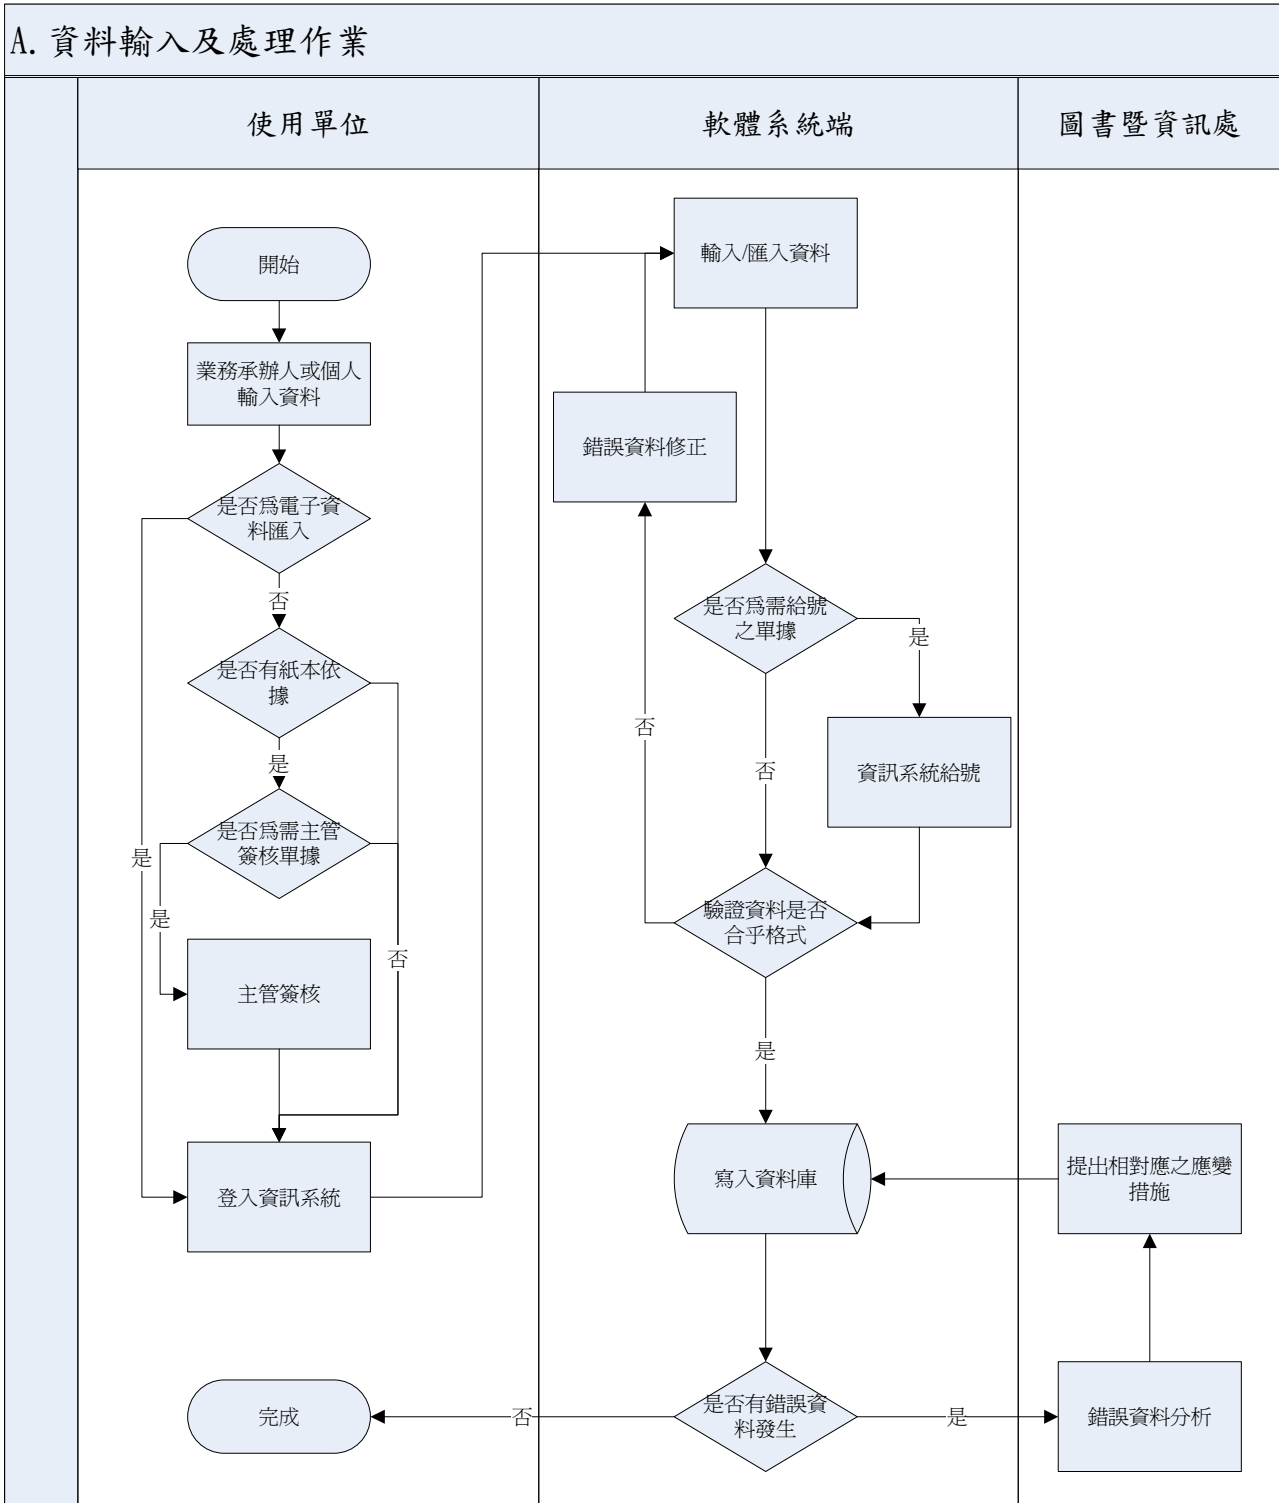 A. 資料輸入及處理作業
使用單位
軟體系統端
圖書暨資訊處
開始
業務承辦人或個人
輸入資料
是否為電子資
料匯入
否
是否有紙本依
據
是
是否為需主管
簽核單據
是
是
否
主管簽核
登入資訊系統
完成
輸入/匯入資料
錯誤資料修正
是否為需給號
之單據
是
否
否
資訊系統給號
驗證資料是否
合乎格式
是
寫入資料庫
是否有錯誤資
料發生
否
是
提出相對應之應變
措施
錯誤資料分析